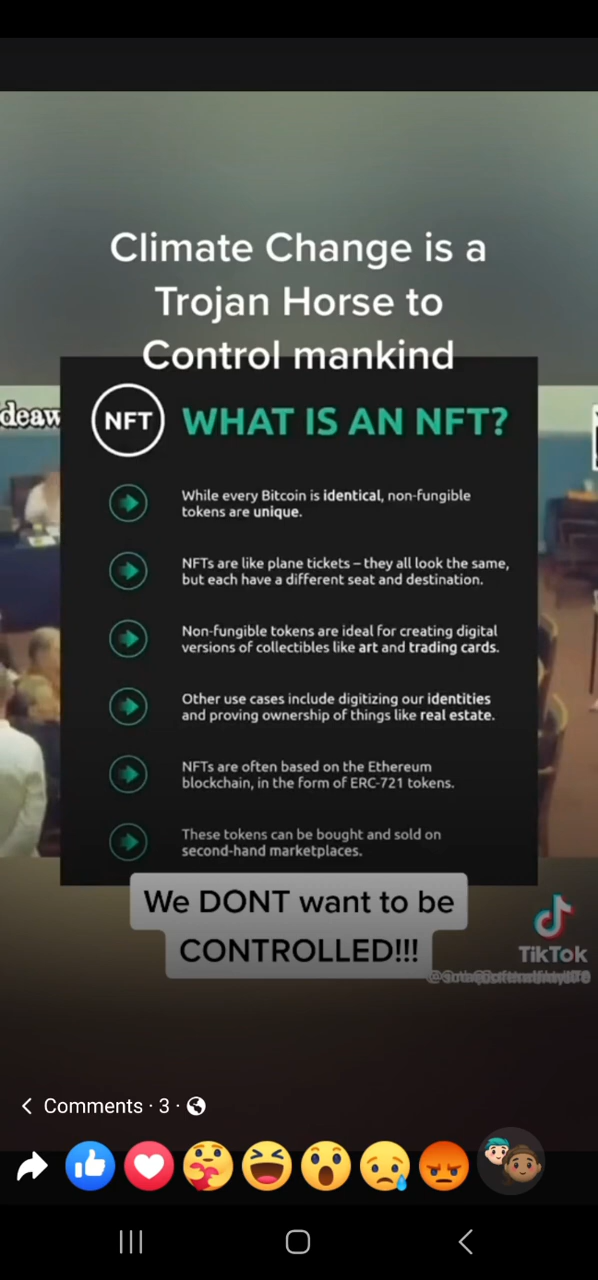 Climate Change is a
Trojan Horse to
Control mankind
deaw
NFT
WHAT IS AN NFT?
While every Bitcoin is identical, non-fungible
tokens are unique.
NFTs are like plane tickets – they all look the same,
but each have a different seat and destination.
Non-fungible tokens are ideal for creating digital
versions of collectibles like art and trading cards.
Other use cases include digitizing our identities
and proving ownership of things like real estate.
NFTs are often based on the Ethereum
blockchain, in the form of ERC-721 tokens.
These tokens can be bought and sold on
second-hand marketplaces.
We DONT want to be
CONTROLLED!!!
TikTok
Comments · 3 ·